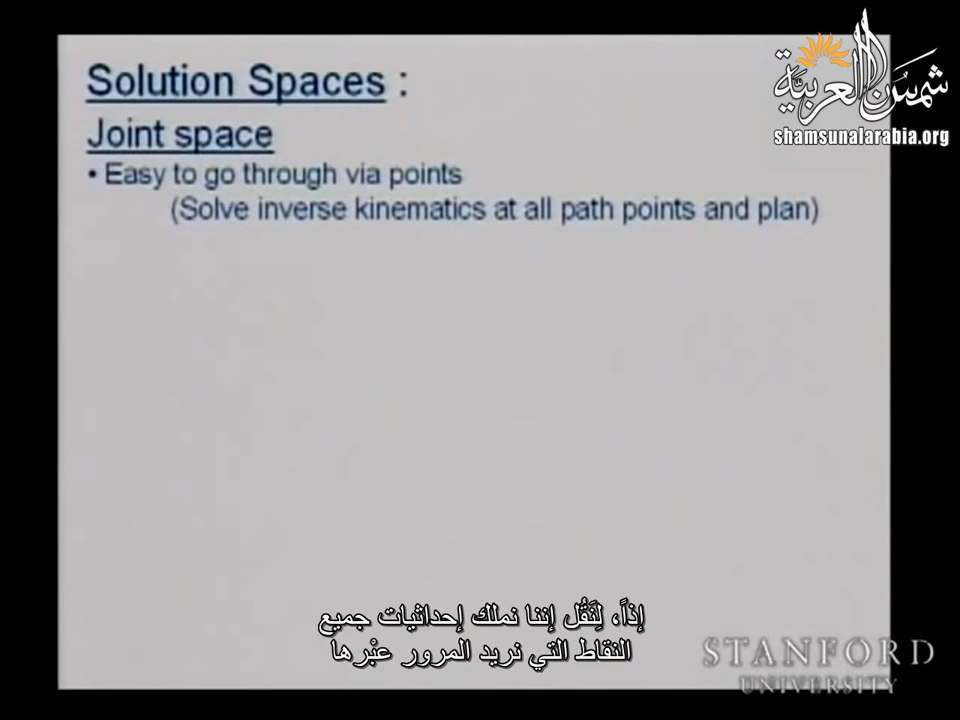 Solution Spaces :
Joint space
• Easy to go through via points
(Solve inverse kinematics at all path points and plan)
شمسُ العربيّة
shamsunalarabia.org
إذاً، لِنَقُل إننا نملك إحداثيات جميع
النقاط التي نريد المرور عبْرها
STANFORD
UNIVERSITY